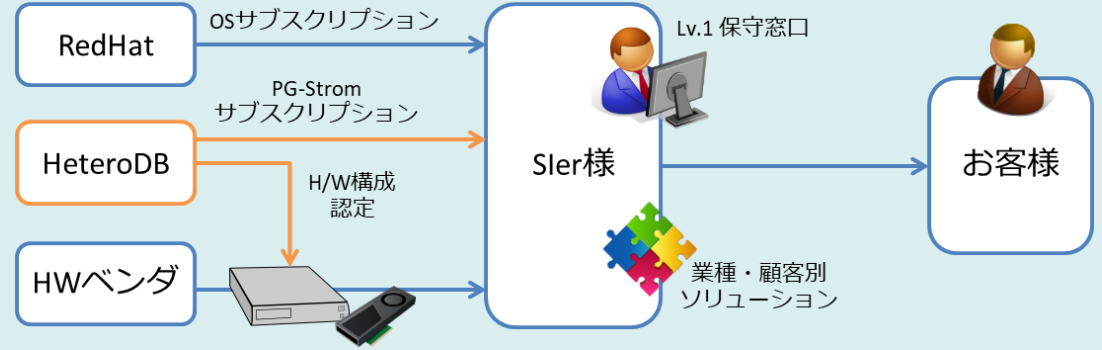 RedHat
OSサブスクリプション
PG-Strom
サブスクリプション
HeteroDB
H/W構成
認定
HWベンダ
SIer様
Lv.1 保守窓口
業種・顧客別
ソリューション
お客様